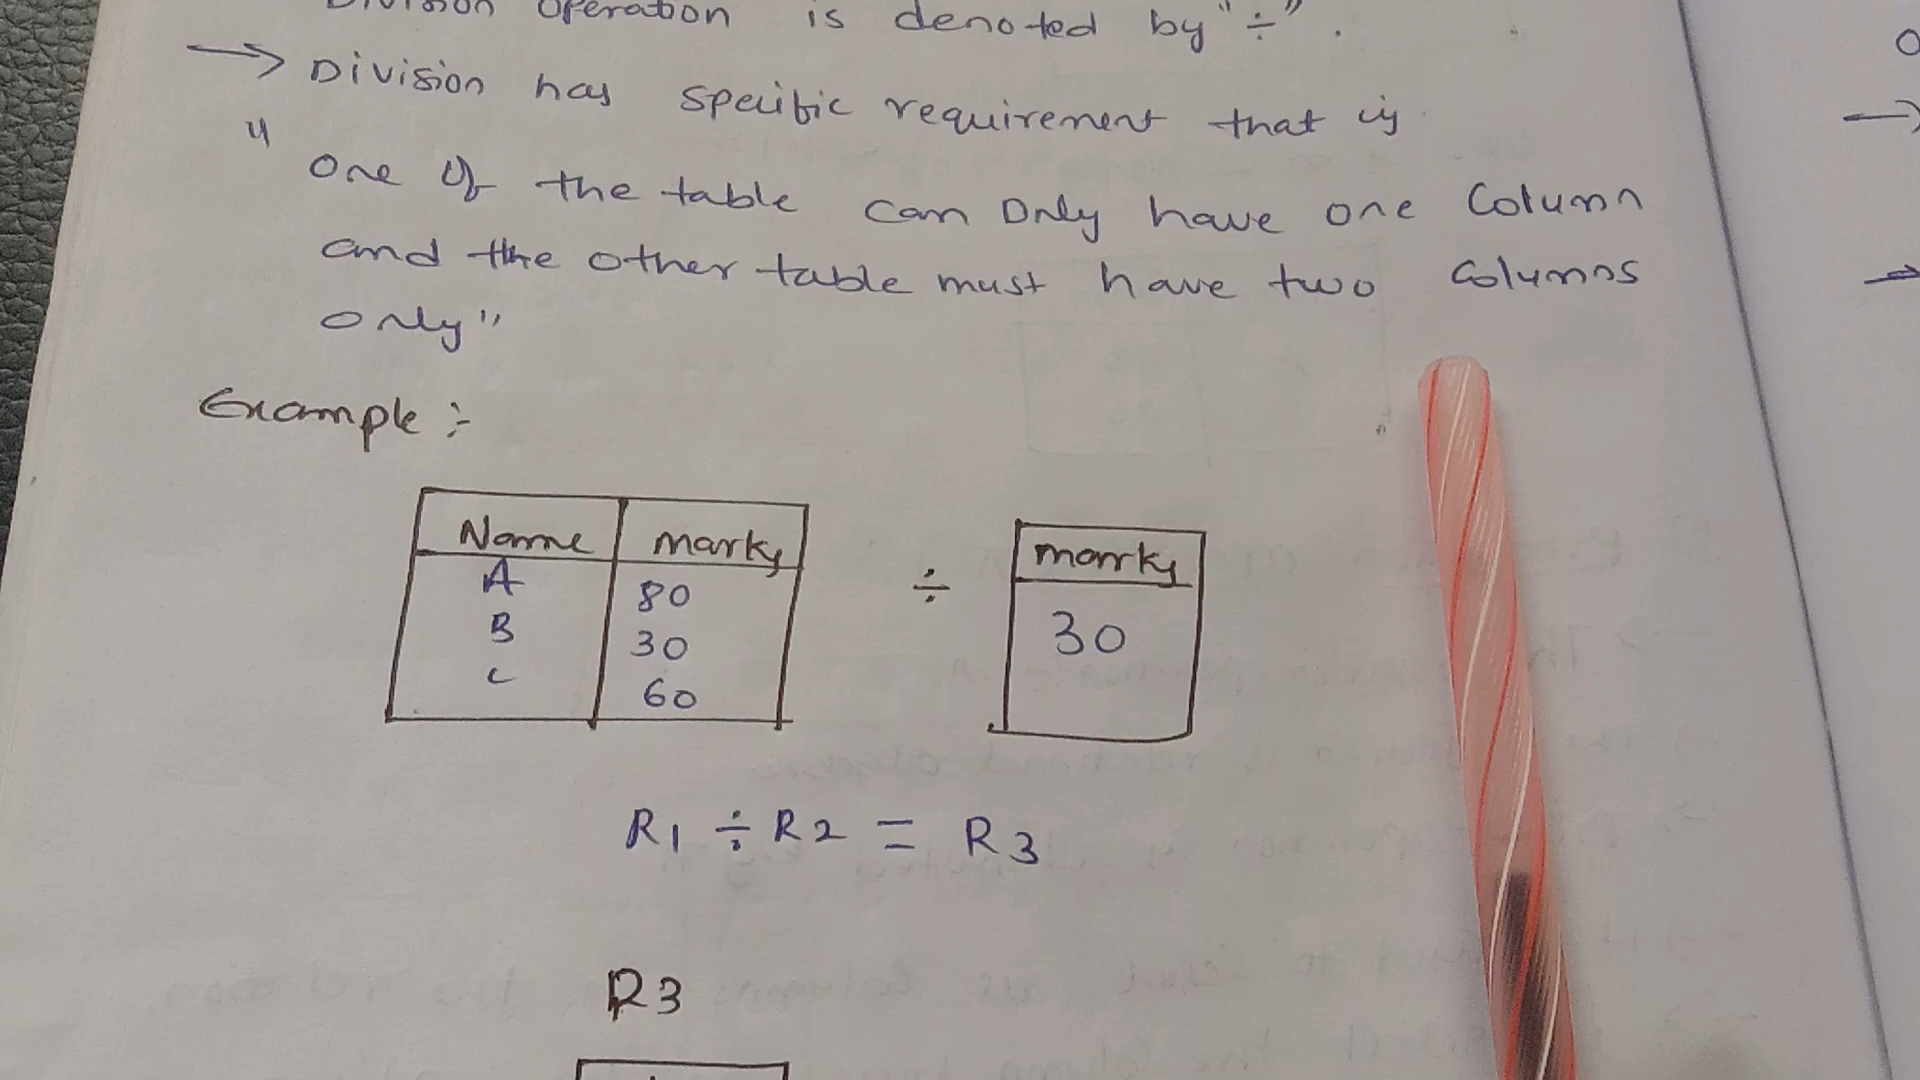 Division operation is denoted by "÷".
→ Division has specific requirement that is
" One of the table can only have one Column
and the other table must have two Columns
only"
Example :-
Name marks
A 80
B 30
C 60
÷
marks
30
R1 ÷ R2 = R3
R3